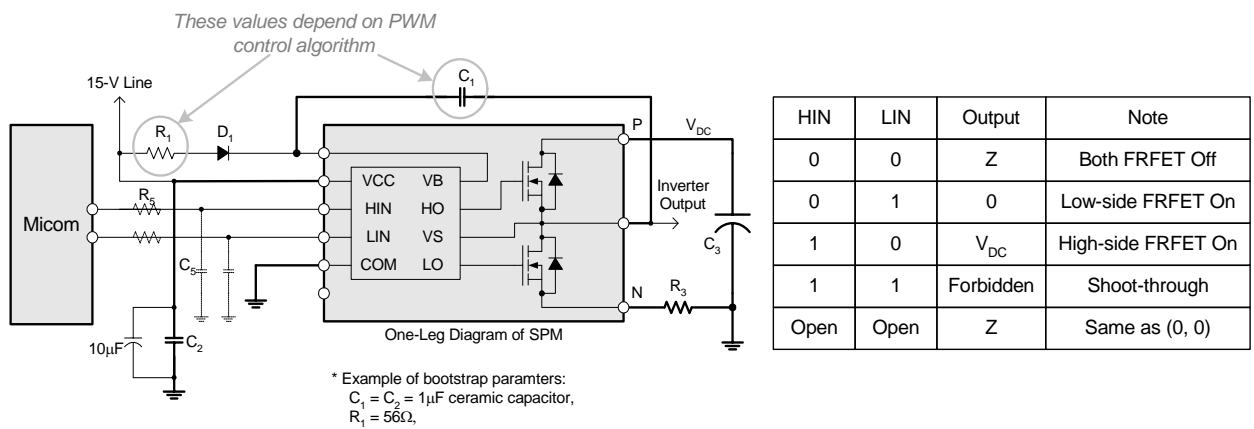 These values depend on PWM
control algorithm
15-V Line
R1
D1
C1
P
VDC
Micom
R5
C5
VCC VB
HIN HO
LIN VS
COM LO
Inverter
Output
C3
N
R3
10μF
C2
One-Leg Diagram of SPM
* Example of bootstrap paramters:
C1 = C2 = 1μF ceramic capacitor,
R1 = 56Ω,
HIN LIN Output Note
0 0 Z Both FRFET Off
0 1 0 Low-side FRFET On
1 0 VDC High-side FRFET On
1 1 Forbidden Shoot-through
Open Open Z Same as (0, 0)